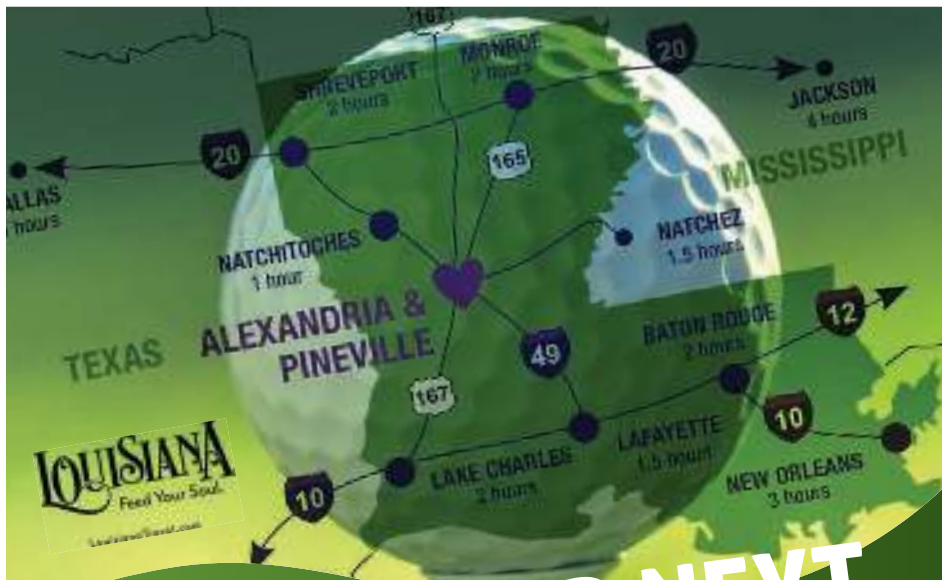 167
SHREVEPORT
2 hours
MONROE
2 hours
20
JACKSON
4 hours
20
165
MISSISSIPPI
ALLAS
hours
NATCHITOCHES
1 hour
NATCHEZ
1.5 hours
ALEXANDRIA &
PINEVILLE
TEXAS
49
BATON ROUGE
2 hours
12
167
10
LAKE CHARLES
2 hours
LAFAYETTE
1.5 hours
NEW ORLEANS
3 hours
10
LOUISIANA
Feed Your Soul.
LouisianaTravel.com
NEXT